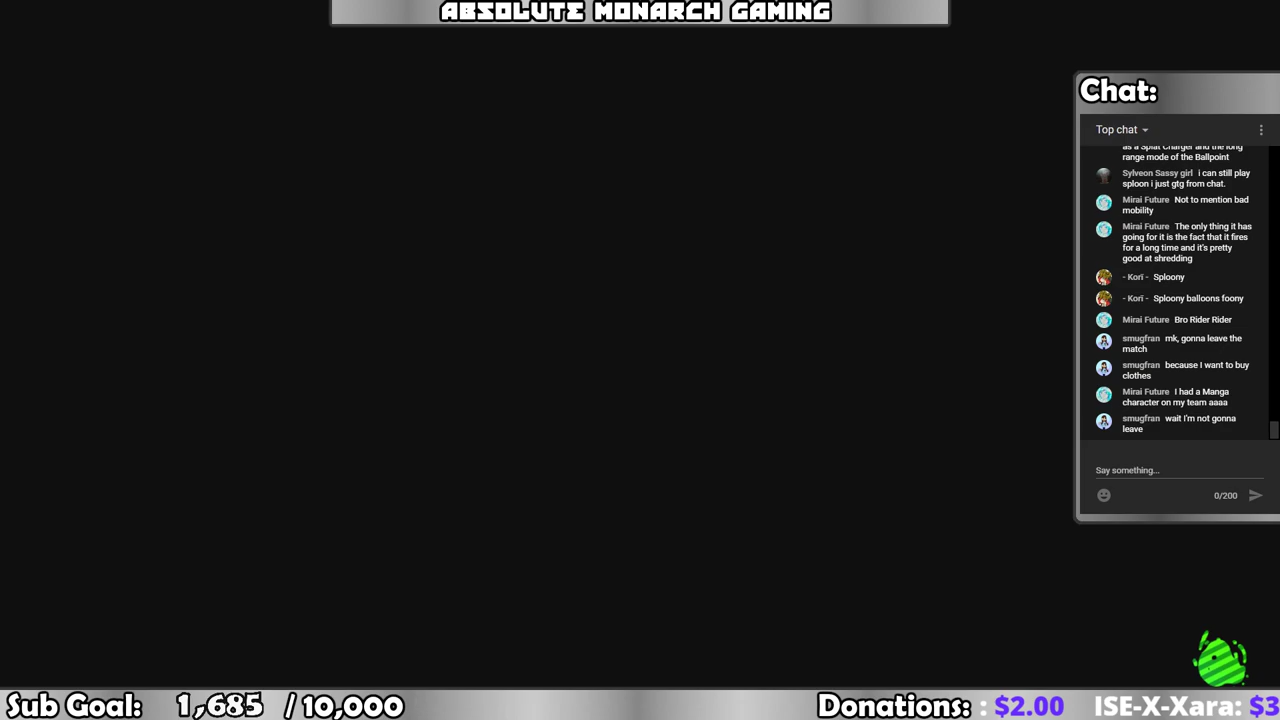 ABSOLUTE MONARCH GAMING
Chat:
Top chat
as a Splat Charger and the long
range mode of the Ballpoint
Sylveon Sassy girl i can still play
sploon i just gtg from chat.
Mirai Future Not to mention bad
mobility
Mirai Future The only thing it has
going for it is the fact that it fires
for a long time and it's pretty
good at shredding
- Korī - Sploony
- Korī - Sploony balloons foony
Mirai Future Bro Rider Rider
smugfran mk, gonna leave the
match
smugfran because I want to buy
clothes
Mirai Future I had a Manga
character on my team aaaa
smugfran wait I'm not gonna
leave
Say something...
0/200
Sub Goal: 1,685 / 10,000
Donations: : $2.00 ISE-X-Xara: $3